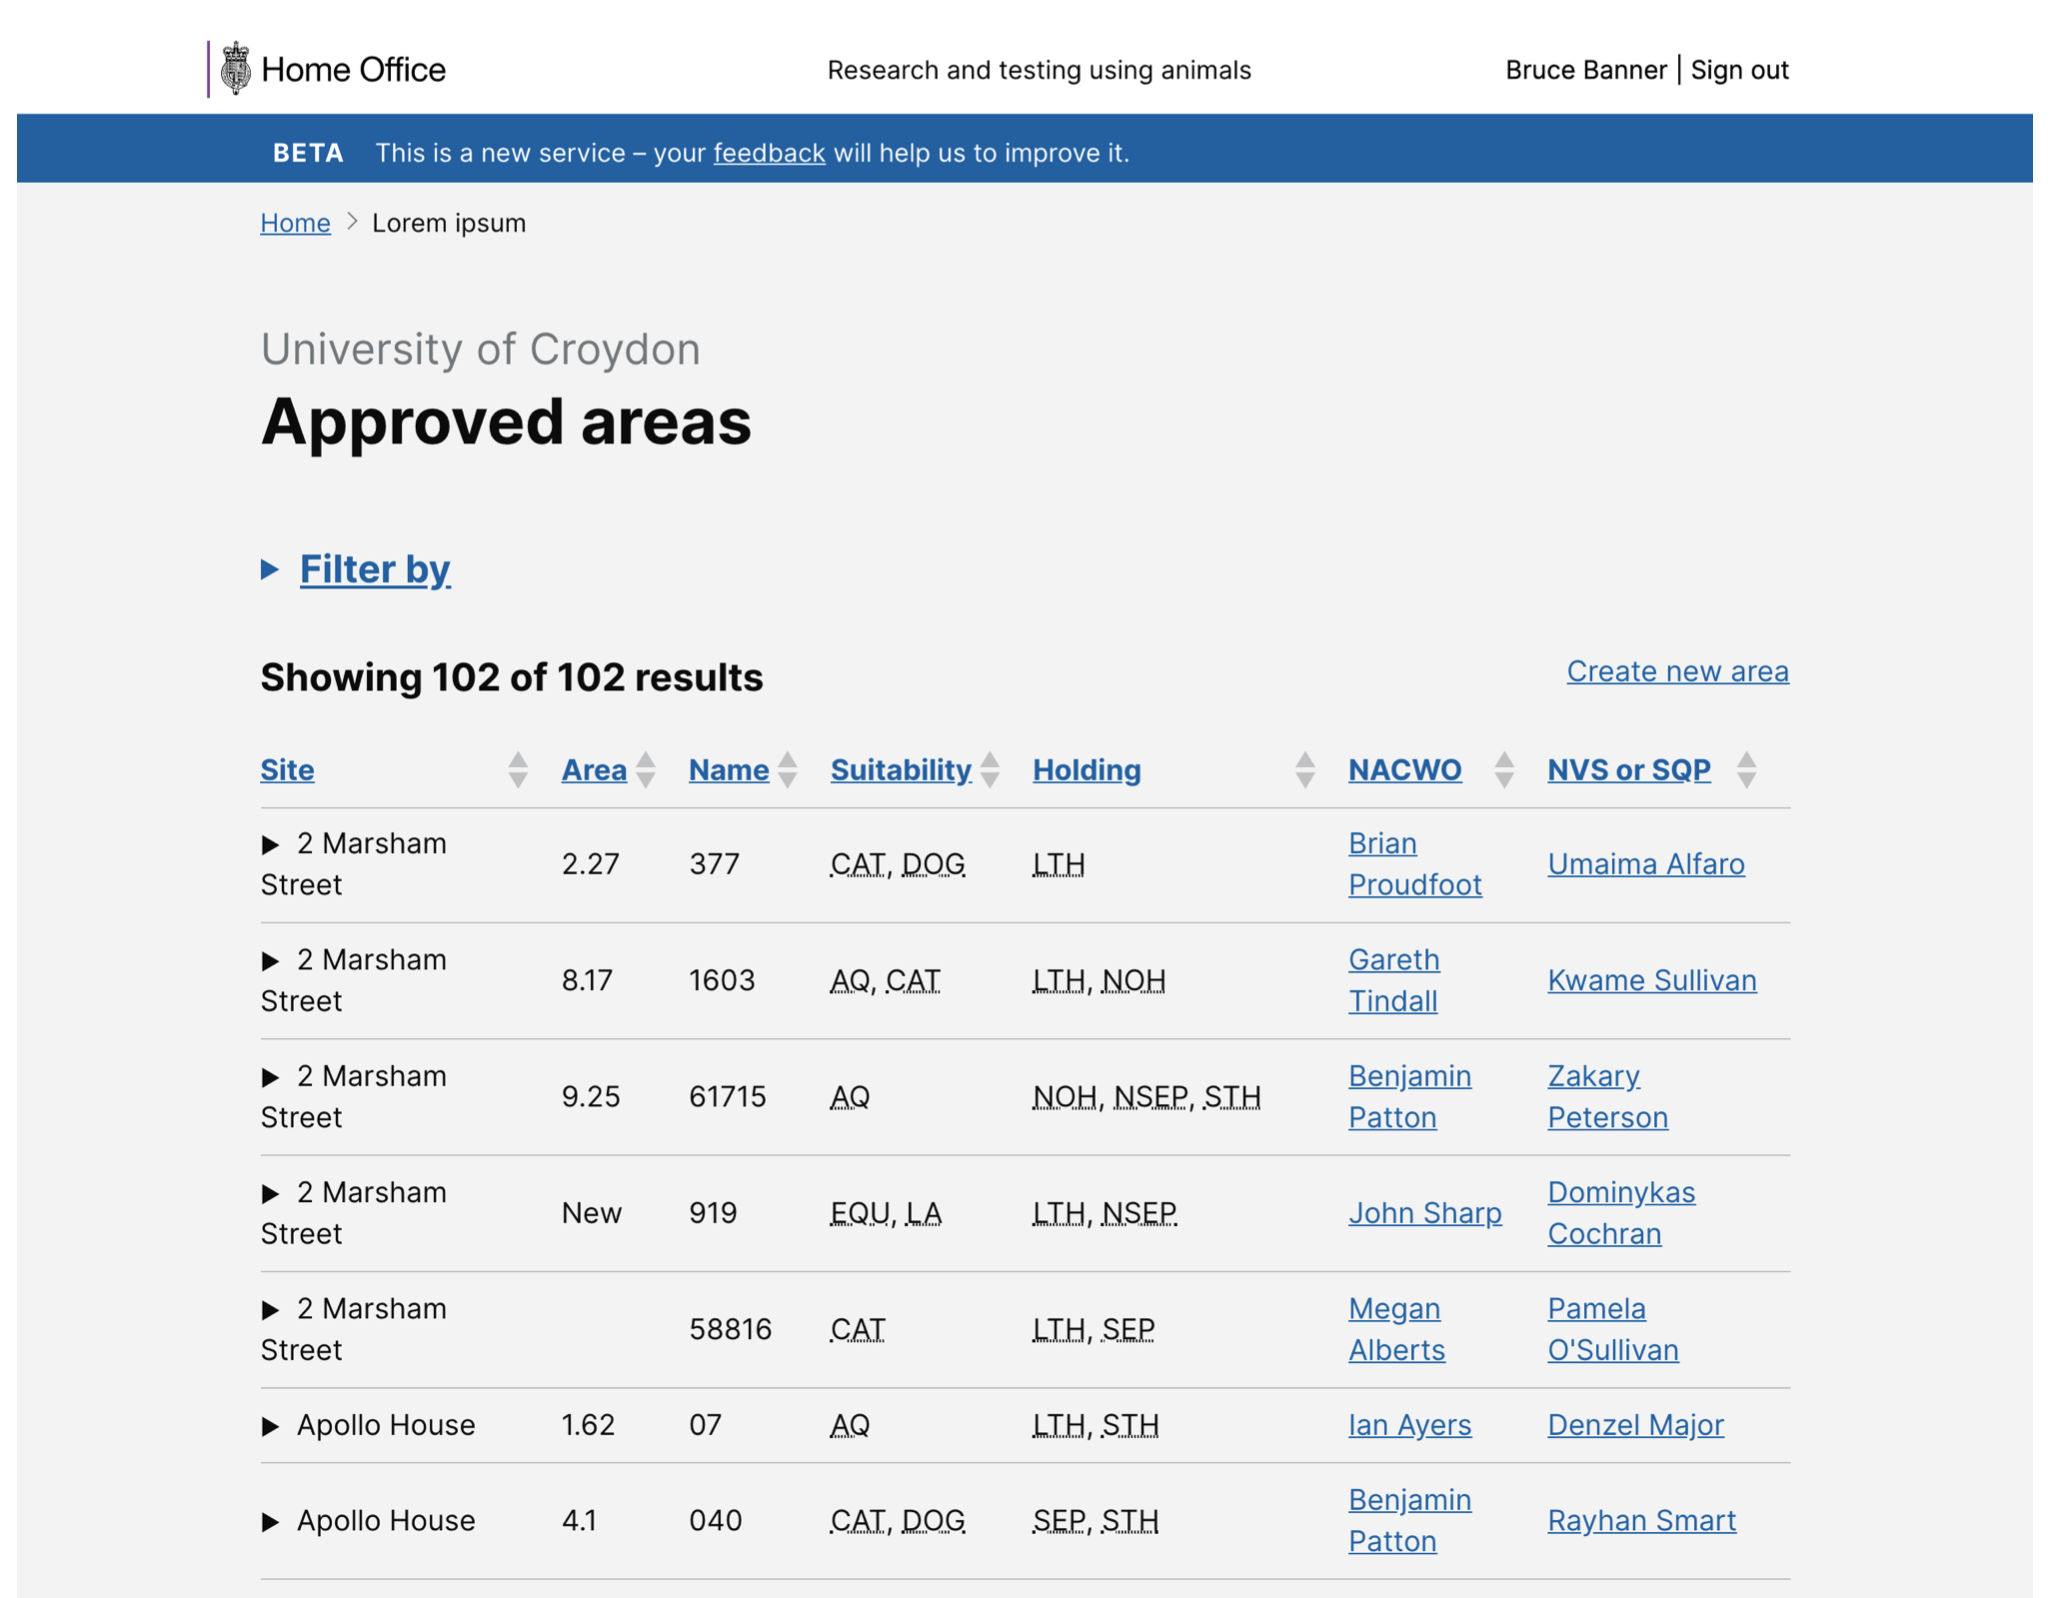 Home Office Research and testing using animals Bruce Banner | Sign out
BETA This is a new service – your feedback will help us to improve it.
Home > Lorem ipsum
University of Croydon
Approved areas
Filter by
Showing 102 of 102 results Create new area
Site Area Name Suitability Holding NACWO NVS or SQP
2 Marsham Street 2.27 377 CAT, DOG LTH Brian Proudfoot Umaima Alfaro
2 Marsham Street 8.17 1603 AQ, CAT LTH, NOH Gareth Tindall Kwame Sullivan
2 Marsham Street 9.25 61715 AQ NOH, NSEP, STH Benjamin Patton Zakary Peterson
2 Marsham Street New 919 EQU, LA LTH, NSEP John Sharp Dominykas Cochran
2 Marsham Street 58816 CAT LTH, SEP Megan Alberts Pamela O'Sullivan
Apollo House 1.62 07 AQ LTH, STH Ian Ayers Denzel Major
Apollo House 4.1 040 CAT, DOG SEP, STH Benjamin Patton Rayhan Smart